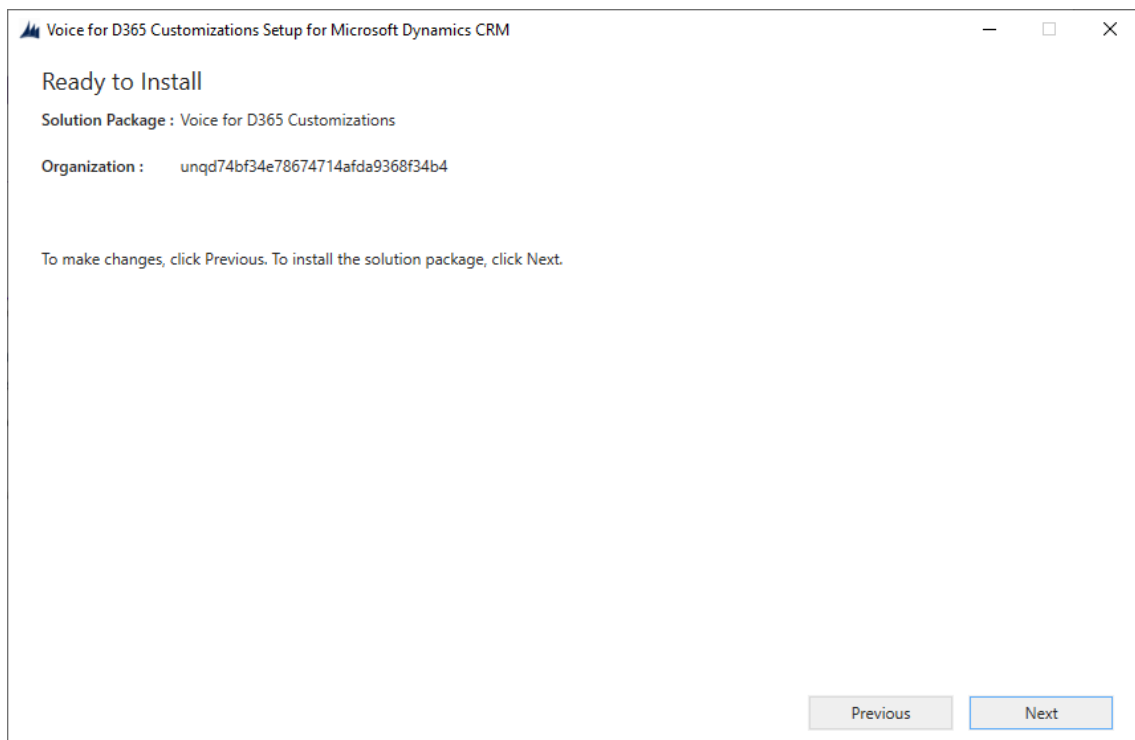 Voice for D365 Customizations Setup for Microsoft Dynamics CRM
Ready to Install
Solution Package : Voice for D365 Customizations
Organization : unqd74bf34e78674714afda9368f34b4
To make changes, click Previous. To install the solution package, click Next.
Previous Next